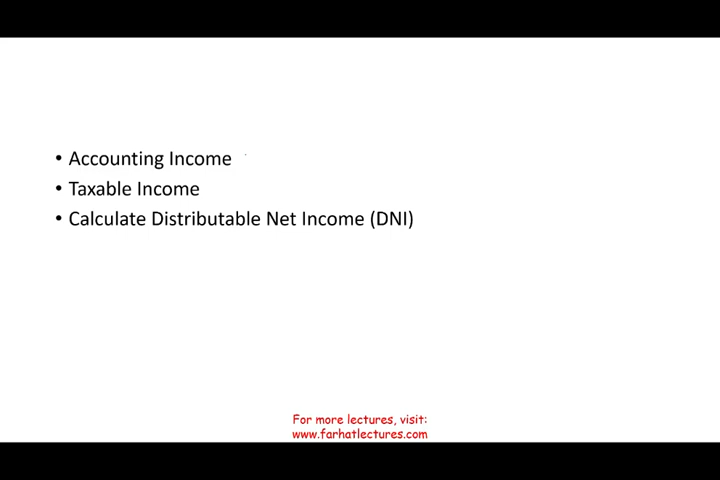 • Accounting Income
• Taxable Income
• Calculate Distributable Net Income (DNI)
For more lectures, visit:
www.farhatlectures.com